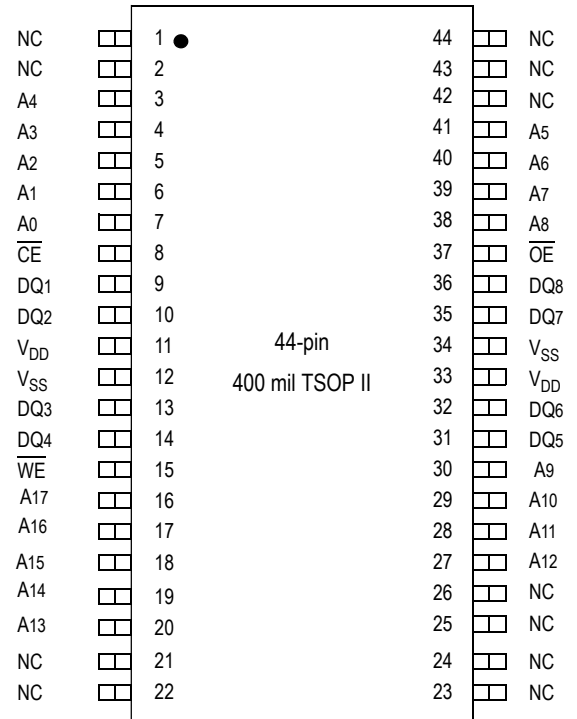 NC 1 44 NC
NC 2 43 NC
A4 3 42 NC
A3 4 41 A5
A2 5 40 A6
A1 6 39 A7
A0 7 38 A8
C̅E̅ 8 37 O̅E̅
DQ1 9 36 DQ8
DQ2 10 35 DQ7
VDD 11 44-pin 34 VSS
VSS 12 400 mil TSOP II 33 VDD
DQ3 13 32 DQ6
DQ4 14 31 DQ5
W̅E̅ 15 30 A9
A17 16 29 A10
A16 17 28 A11
A15 18 27 A12
A14 19 26 NC
A13 20 25 NC
NC 21 24 NC
NC 22 23 NC